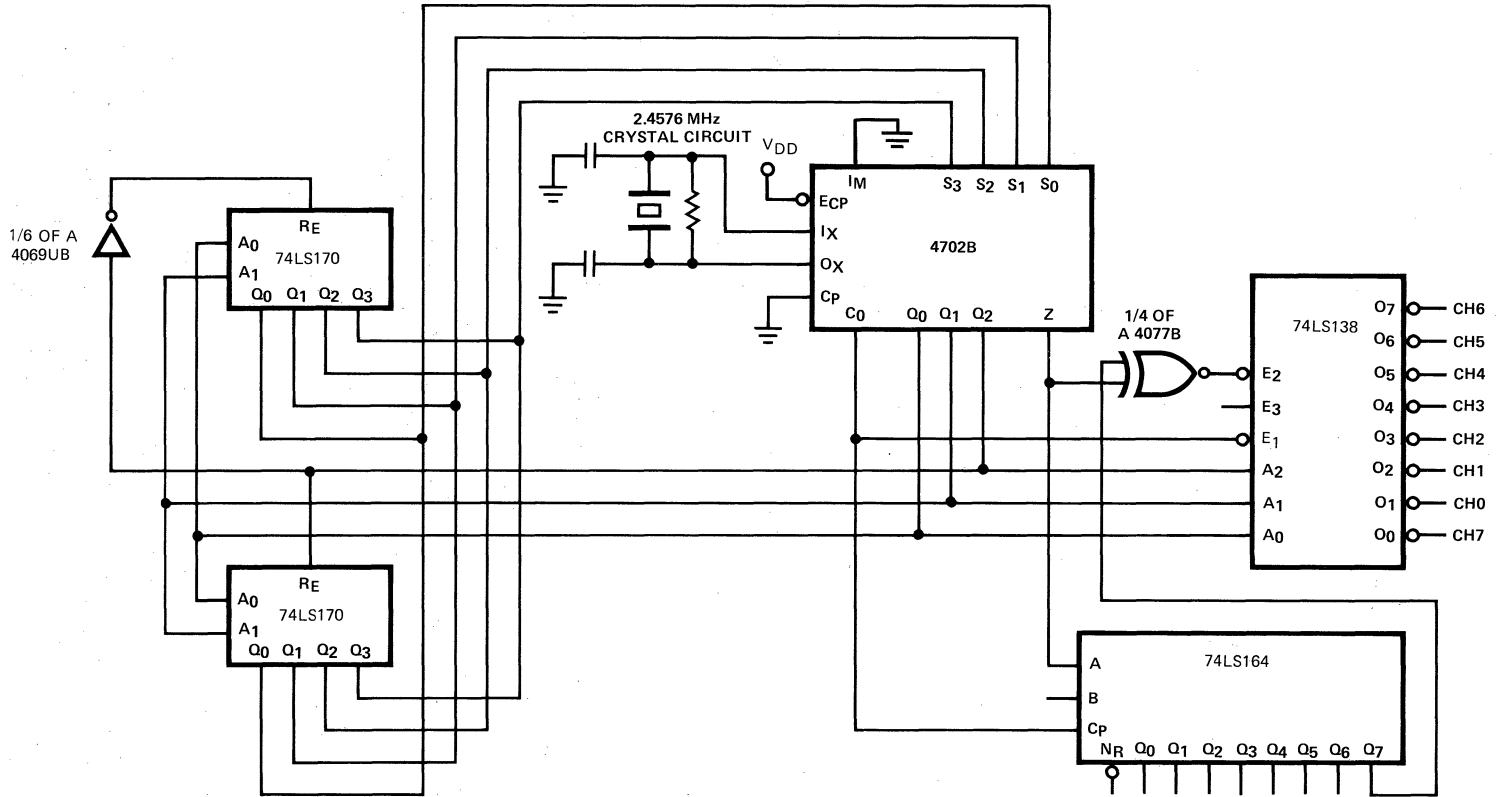 2.4576 MHz
CRYSTAL CIRCUIT
VDD
IM S3 S2 S1 S0
ECP
IX
4702B
OX
CP
C0 Q0 Q1 Q2 Z
1/6 OF A
4069UB
RE
A0
74LS170
A1
Q0 Q1 Q2 Q3
1/4 OF
A 4077B
74LS138
E2
E3
E1
A2
A1
A0
O7 CH6
O6 CH5
O5 CH4
O4 CH3
O3 CH2
O2 CH1
O1 CH0
O0 CH7
RE
A0
74LS170
A1
Q0 Q1 Q2 Q3
74LS164
A
B
CP
NR Q0 Q1 Q2 Q3 Q4 Q5 Q6 Q7